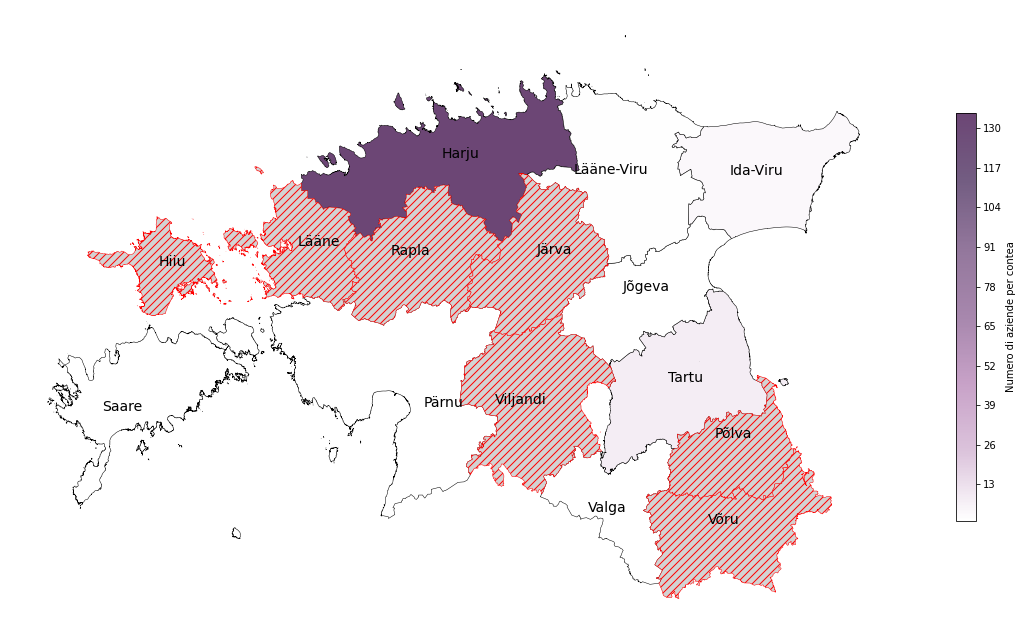 Harju
Lääne-Viru
Ida-Viru
Lääne
Rapla
Järva
Hiiu
Jõgeva
Saare
Pärnu
Viljandi
Tartu
Põlva
Valga
Võru
130
117
104
91
78
65
52
39
26
13
Numero di aziende per contea